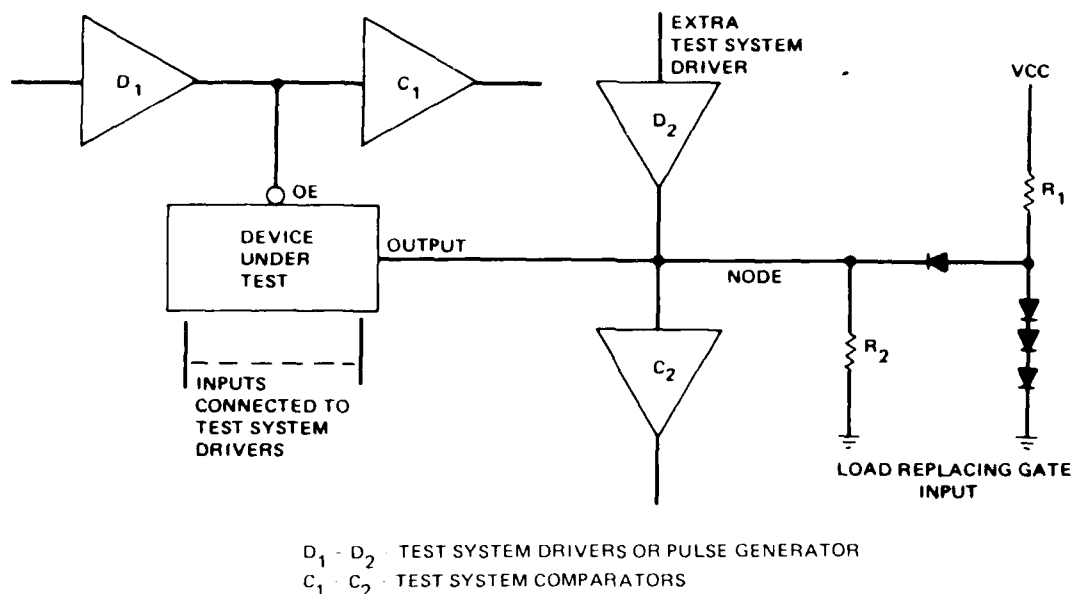 D1
C1
EXTRA
TEST SYSTEM
DRIVER
D2
VCC
R1
OE
DEVICE
UNDER
TEST
OUTPUT
NODE
R2
C2
INPUTS
CONNECTED TO
TEST SYSTEM
DRIVERS
LOAD REPLACING GATE
INPUT
D1 - D2 - TEST SYSTEM DRIVERS OR PULSE GENERATOR
C1 - C2 - TEST SYSTEM COMPARATORS